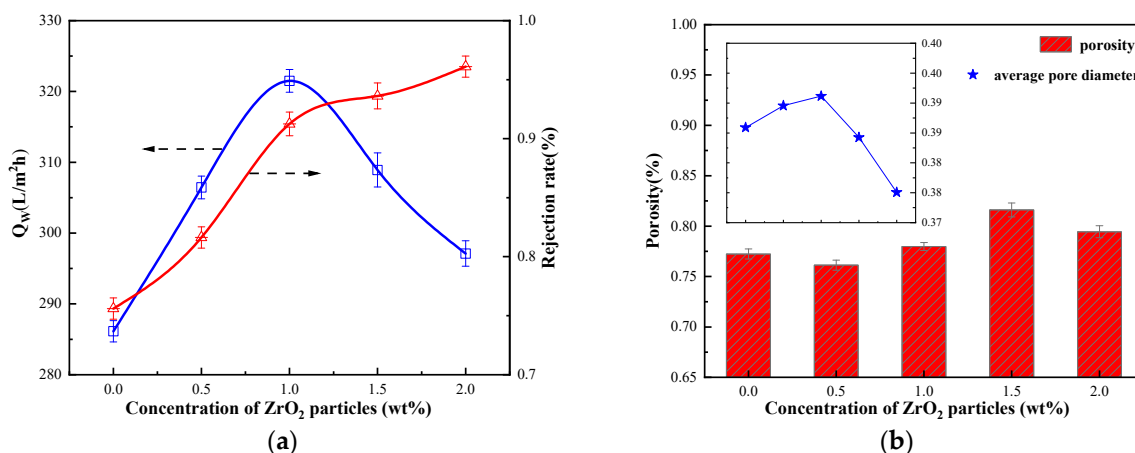 330
320
310
300
290
280
Q_W(L/m²h)
1.0
0.9
0.8
0.7
Rejection rate(%)
0.0 0.5 1.0 1.5 2.0
Concentration of ZrO₂ particles (wt%)
(a)
1.00
0.95
0.90
0.85
0.80
0.75
0.70
0.65
Porosity(%)
0.40
0.40
0.39
0.39
0.38
0.38
0.37
porosity
average pore diameter
0.0 0.5 1.0 1.5 2.0
Concentration of ZrO₂ particles (wt%)
(b)